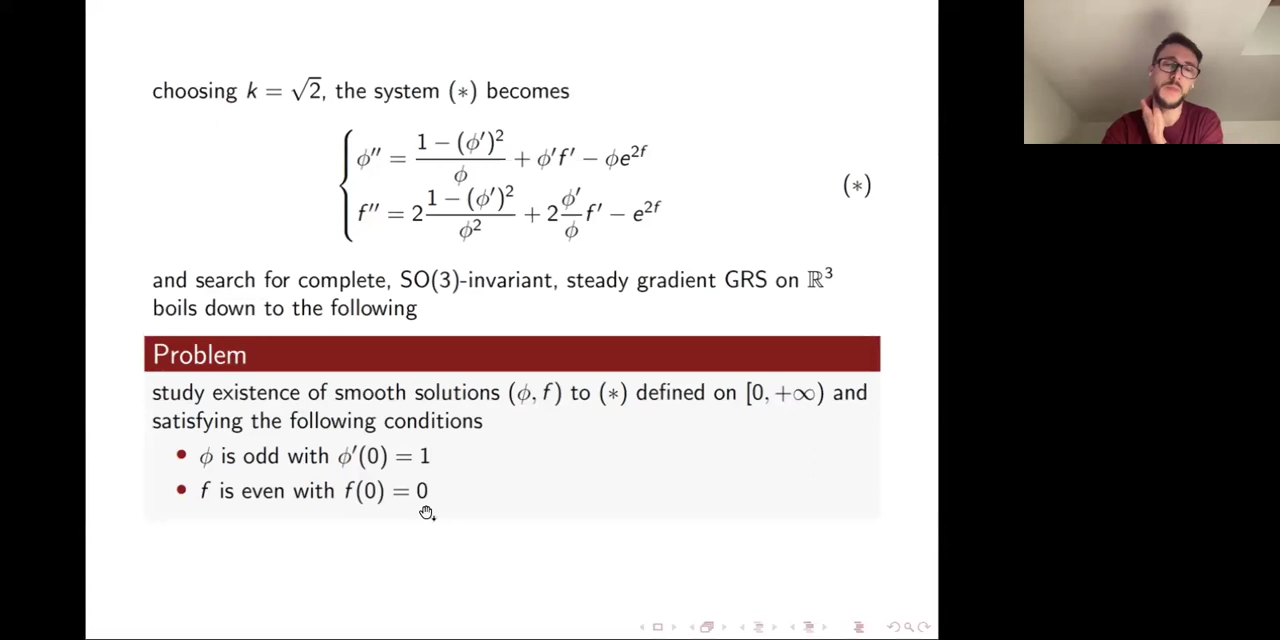 choosing k = √2, the system (∗) becomes
ϕ′′ = (1 − (ϕ′)²)/ϕ + ϕ′f′ − ϕe^{2f}
f′′ = 2(1 − (ϕ′)²)/ϕ² + 2(ϕ′/ϕ)f′ − e^{2f}
(∗)
and search for complete, SO(3)-invariant, steady gradient GRS on ℝ³
boils down to the following
Problem
study existence of smooth solutions (ϕ, f) to (∗) defined on [0, +∞) and
satisfying the following conditions
• ϕ is odd with ϕ′(0) = 1
• f is even with f(0) = 0